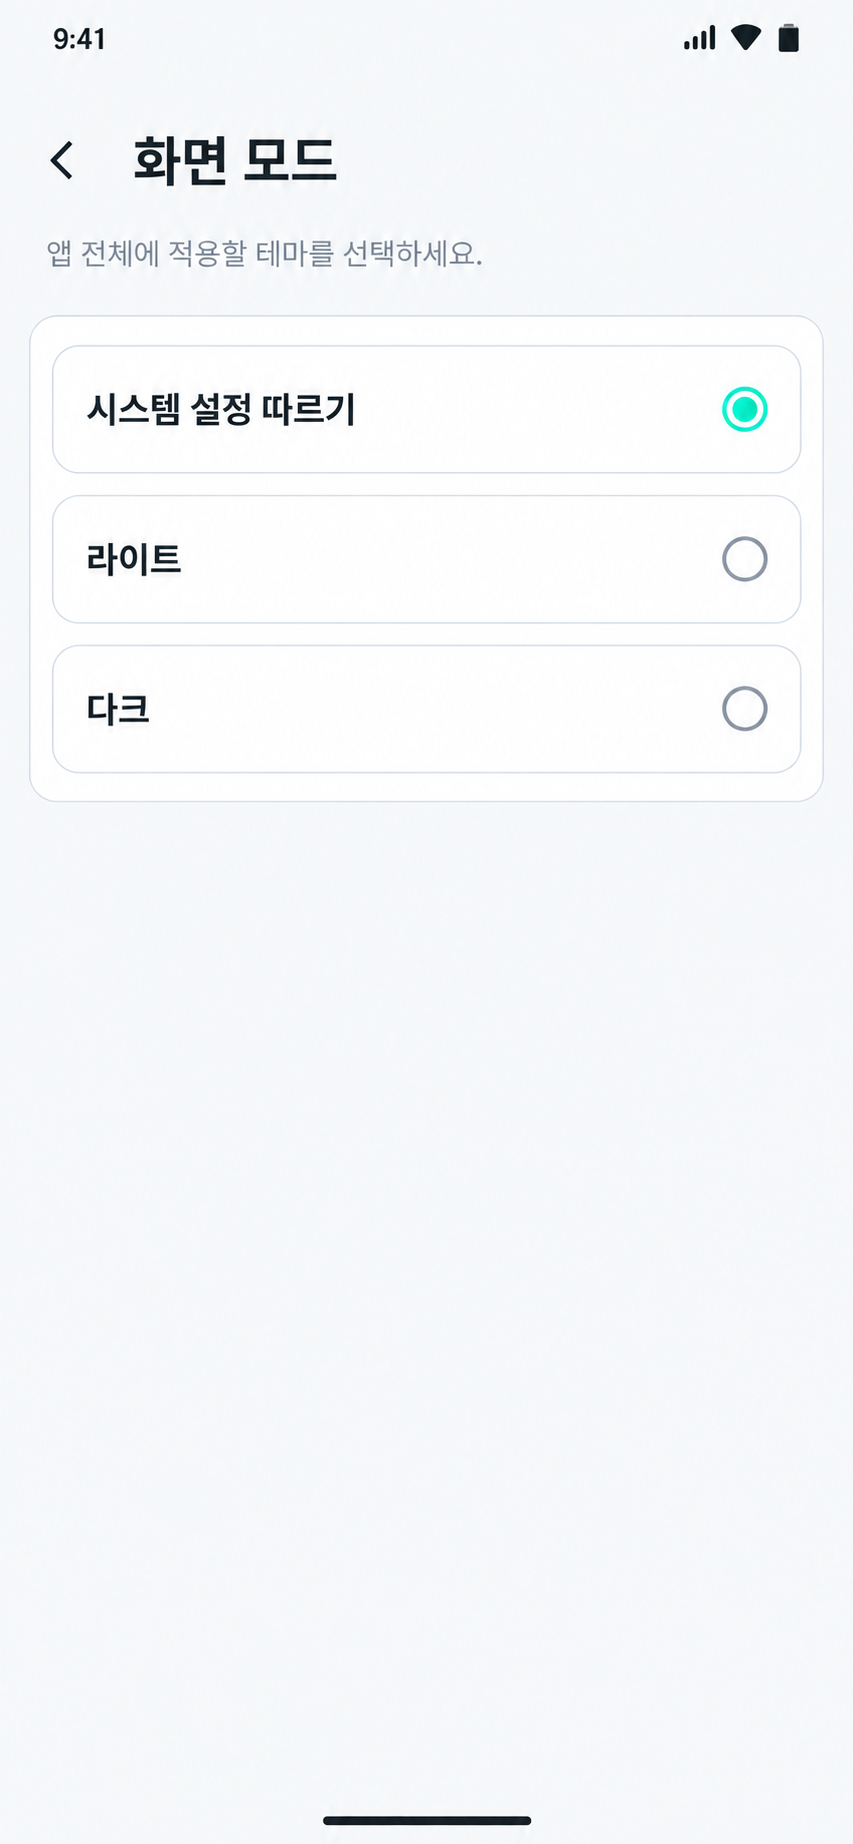 9:41
화면 모드
앱 전체에 적용할 테마를 선택하세요.
시스템 설정 따르기
라이트
다크